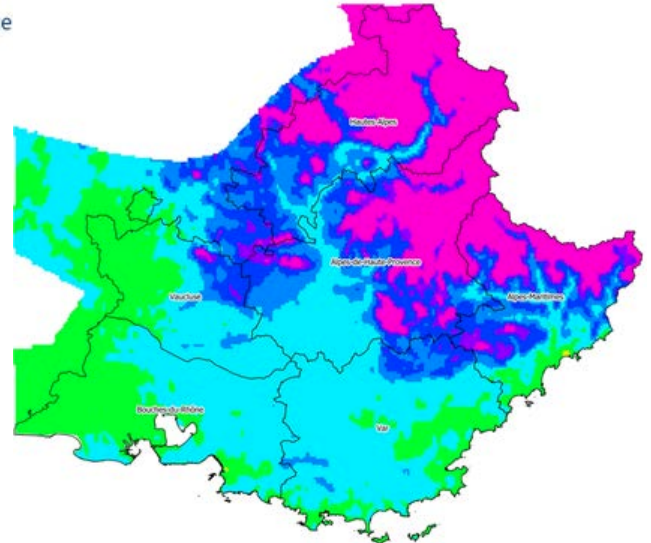 e
Hautes-Alpes
Alpes-de-Haute-Provence
Alpes-Maritimes
Vaucluse
Bouches-du-Rhône
Var